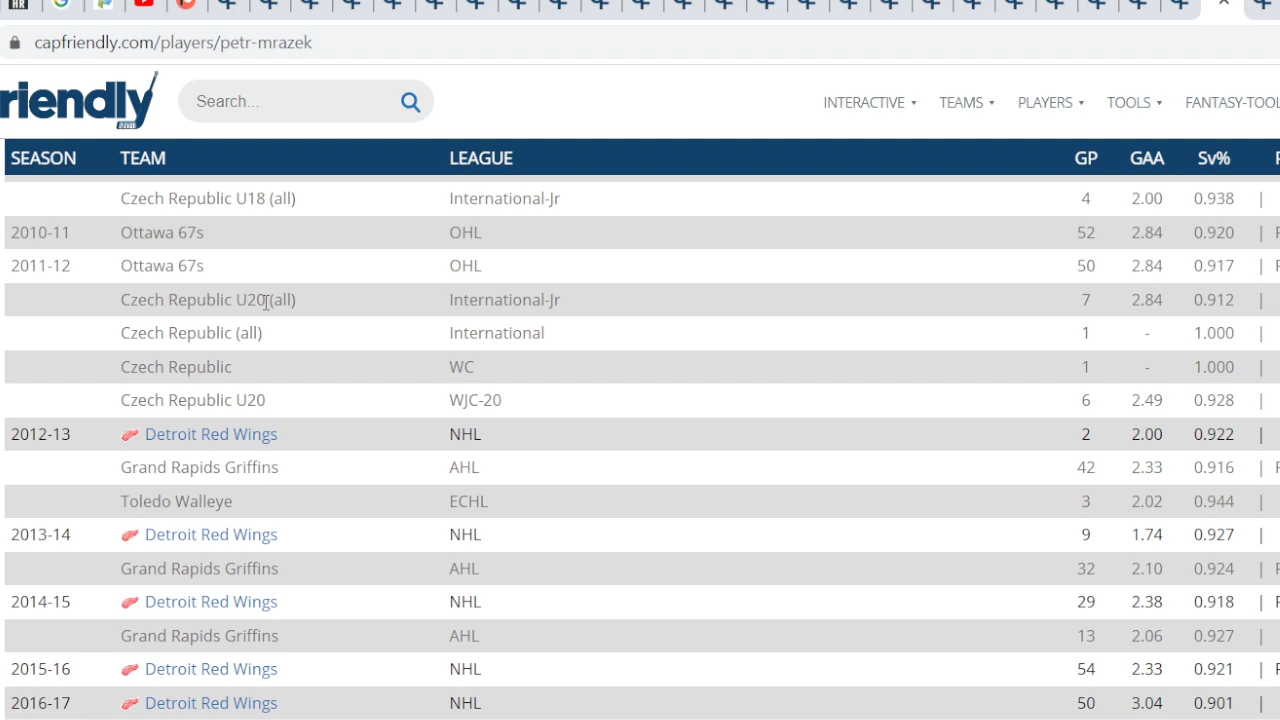 HR
capfriendly.com/players/petr-mrazek
riendly Search... INTERACTIVE ▾ TEAMS ▾ PLAYERS ▾ TOOLS ▾ FANTASY-TOOL
SEASON TEAM LEAGUE GP GAA Sv%
Czech Republic U18 (all) International-Jr 4 2.00 0.938 |
2010-11 Ottawa 67s OHL 52 2.84 0.920 |
2011-12 Ottawa 67s OHL 50 2.84 0.917 |
Czech Republic U20 (all) International-Jr 7 2.84 0.912 |
Czech Republic (all) International 1 - 1.000 |
Czech Republic WC 1 - 1.000 |
Czech Republic U20 WJC-20 6 2.49 0.928 |
2012-13 Detroit Red Wings NHL 2 2.00 0.922 |
Grand Rapids Griffins AHL 42 2.33 0.916 |
Toledo Walleye ECHL 3 2.02 0.944 |
2013-14 Detroit Red Wings NHL 9 1.74 0.927 |
Grand Rapids Griffins AHL 32 2.10 0.924 |
2014-15 Detroit Red Wings NHL 29 2.38 0.918 |
Grand Rapids Griffins AHL 13 2.06 0.927 |
2015-16 Detroit Red Wings NHL 54 2.33 0.921 |
2016-17 Detroit Red Wings NHL 50 3.04 0.901 |